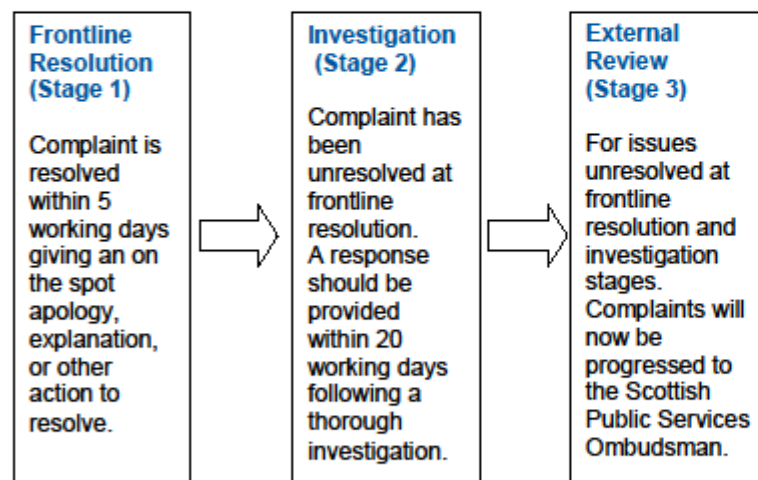 Frontline
Resolution
(Stage 1)
Complaint is
resolved
within 5
working days
giving an on
the spot
apology,
explanation,
or other
action to
resolve.
Investigation
(Stage 2)
Complaint has
been
unresolved at
frontline
resolution.
A response
should be
provided
within 20
working days
following a
thorough
investigation.
External
Review
(Stage 3)
For issues
unresolved at
frontline
resolution and
investigation
stages.
Complaints will
now be
progressed to
the Scottish
Public Services
Ombudsman.